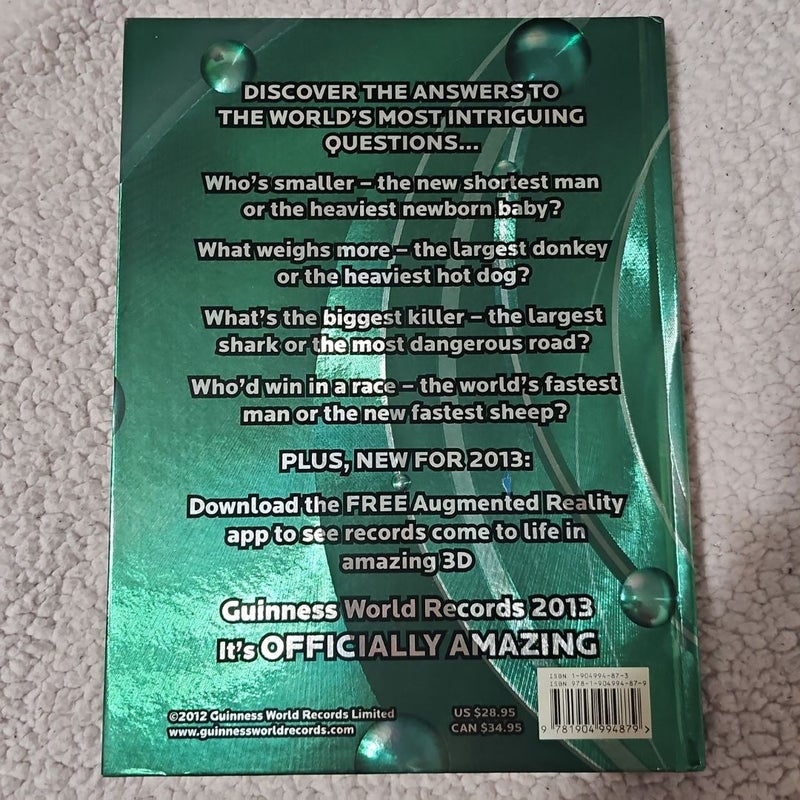 DISCOVER THE ANSWERS TO
THE WORLD'S MOST INTRIGUING
QUESTIONS...
Who's smaller – the new shortest man
or the heaviest newborn baby?
What weighs more – the largest donkey
or the heaviest hot dog?
What's the biggest killer – the largest
shark or the most dangerous road?
Who'd win in a race – the world's fastest
man or the new fastest sheep?
PLUS, NEW FOR 2013:
Download the FREE Augmented Reality
app to see records come to life in
amazing 3D
Guinness World Records 2013
It's OFFICIALLY AMAZING
©2012 Guinness World Records Limited
www.guinnessworldrecords.com
US $28.95
CAN $34.95
ISBN 1-904994-87-3
ISBN 978-1-904994-87-9
9 781904 994879 >